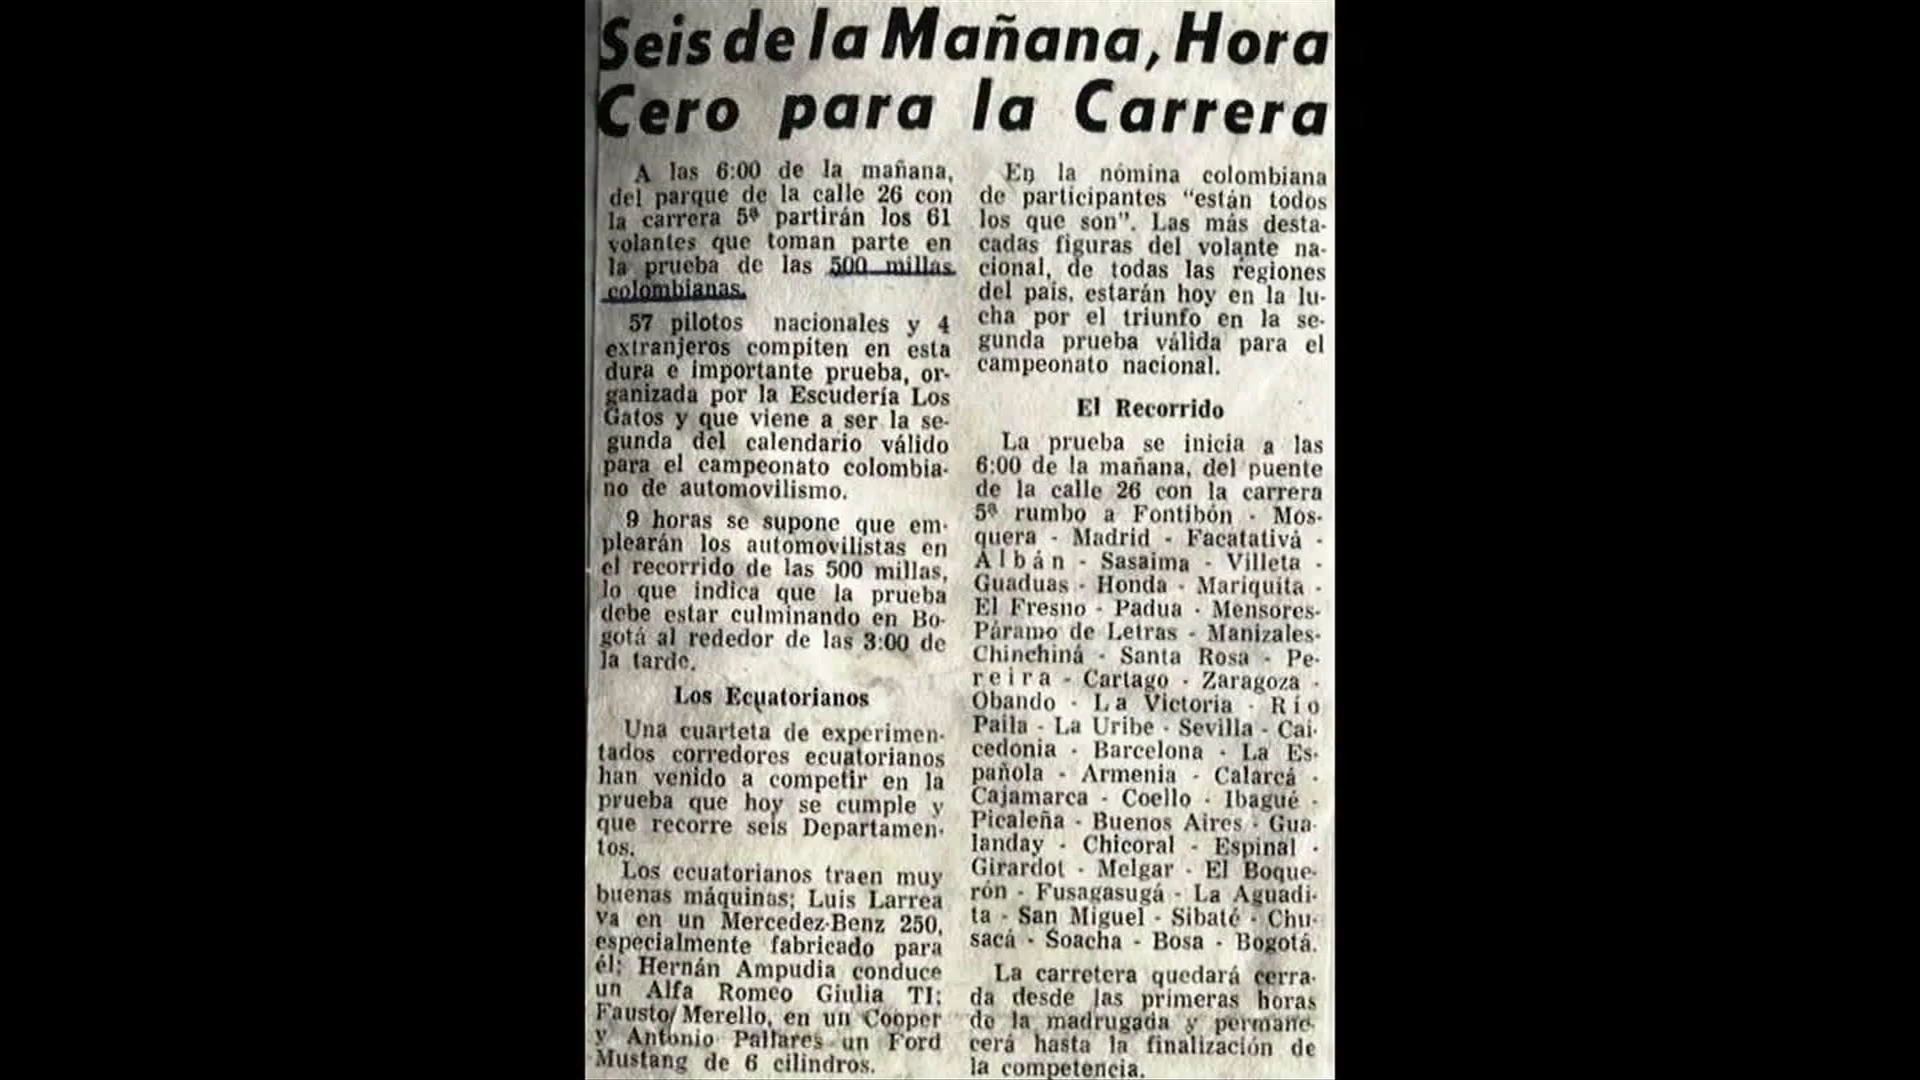 Seis de la Mañana, Hora
Cero para la Carrera
A las 6:00 de la mañana,
del parque de la calle 26 con
la carrera 5ª partirán los 61
volantes que toman parte en
la prueba de las 500 millas
colombianas.
57 pilotos nacionales y 4
extranjeros compiten en esta
dura e importante prueba, or-
ganizada por la Escudería Los
Gatos y que viene a ser la se-
gunda del calendario válido
para el campeonato colombia-
no de automovilismo.
9 horas se supone que em-
plearán los automovilistas en
el recorrido de las 500 millas,
lo que indica que la prueba
debe estar culminando en Bo-
gotá al rededor de las 3:00 de
la tarde.
Los Ecuatorianos
Una cuarteta de experimen-
tados corredores ecuatorianos
han venido a competir en la
prueba que hoy se cumple y
que recorre seis Departamen-
tos.
Los ecuatorianos traen muy
buenas máquinas; Luis Larrea
va en un Mercedez-Benz 250,
especialmente fabricado para
él; Hernán Ampudia conduce
un Alfa Romeo Giulia TI;
Fausto Merello, en un Cooper
y Antonio Pallares un Ford
Mustang de 6 cilindros.
En la nómina colombiana
de participantes "están todos
los que son". Las más desta-
cadas figuras del volante na-
cional, de todas las regiones
del país, estarán hoy en la lu-
cha por el triunfo en la se-
gunda prueba válida para el
campeonato nacional.
El Recorrido
La prueba se inicia a las
6:00 de la mañana, del puente
de la calle 26 con la carrera
5ª rumbo a Fontibón - Mos-
quera - Madrid - Facatativá -
Albán - Sasaima - Villeta -
Guaduas - Honda - Mariquita -
El Fresno - Padua - Mensores-
Páramo de Letras - Manizales-
Chinchiná - Santa Rosa - Pe-
reira - Cartago - Zaragoza -
Obando - La Victoria - Río
Paila - La Uribe - Sevilla - Cai-
cedonia - Barcelona - La Es-
pañola - Armenia - Calarcá -
Cajamarca - Coello - Ibagué -
Picaleña - Buenos Aires - Gua-
landay - Chicoral - Espinal -
Girardot - Melgar - El Boque-
rón - Fusagasugá - La Aguadi-
ta - San Miguel - Sibaté - Chu-
sacá - Soacha - Bosa - Bogotá.
La carretera quedará cerra-
da desde las primeras horas
de la madrugada y permane-
cerá hasta la finalización de
la competencia.